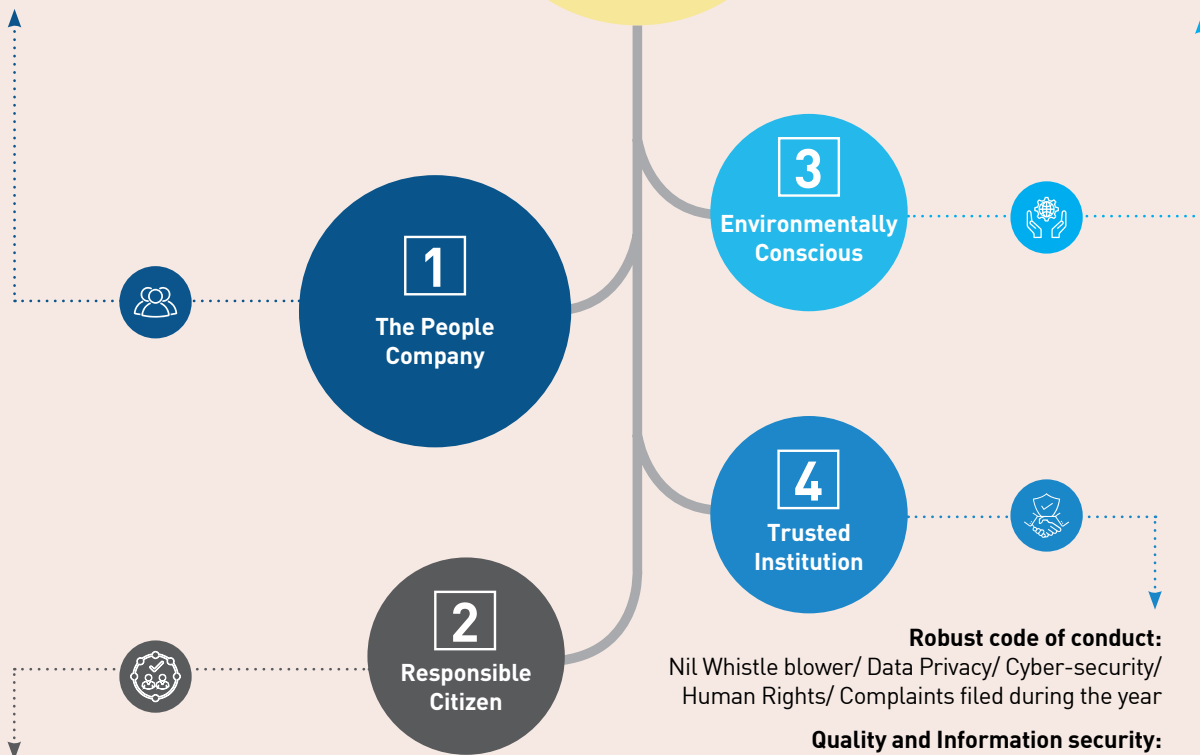 3
Environmentally
Conscious
1
The People
Company
4
Trusted
Institution
2
Responsible
Citizen
Robust code of conduct:
Nil Whistle blower/ Data Privacy/ Cyber-security/
Human Rights/ Complaints filed during the year
Quality and Information security: